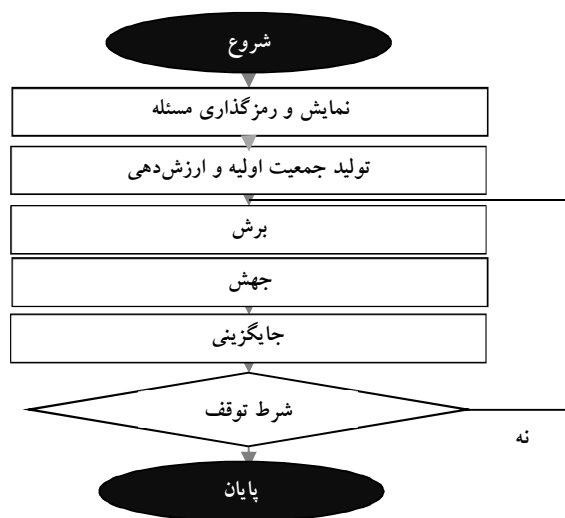 شروع
نمایش و رمزگذاری مسئله
تولید جمعیت اولیه و ارزش‌دهی
برش
جهش
جایگزینی
شرط توقف
نه
پایان